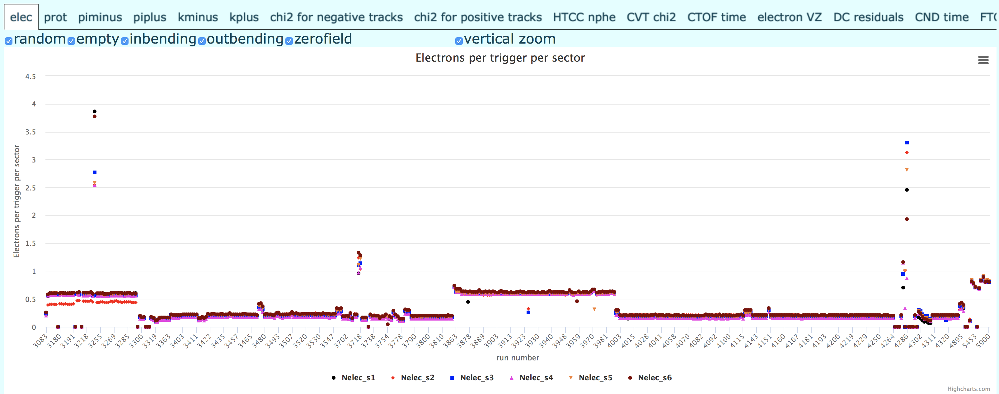 elec prot piminus piplus kminus kplus chi2 for negative tracks chi2 for positive tracks HTCC nphe CVT chi2 CTOF time electron VZ DC residuals CND time
random empty inbending outbending zerofield vertical zoom
Electrons per trigger per sector
Electrons per trigger per sector
4.5
4
3.5
3
2.5
2
1.5
1
0.5
0
3083 3180 3191 3218 3255 3269 3285 3306 3319 3363 3403 3411 3422 3435 3457 3465 3480 3493 3507 3520 3530 3547 3702 3718 3738 3754 3778 3790 3800 3810 3863 3878 3889 3903 3913 3923 3930 3940 3948 3959 3970 3981 4003 4015 4028 4041 4058 4070 4082 4092 4100 4115 4143 4151 4160 4167 4181 4193 4206 4219 4229 4250 4264 4286 4302 4311 4320 4895 5453 5900
run number
Nelec_s1 Nelec_s2 Nelec_s3 Nelec_s4 Nelec_s5 Nelec_s6
Highcharts.com